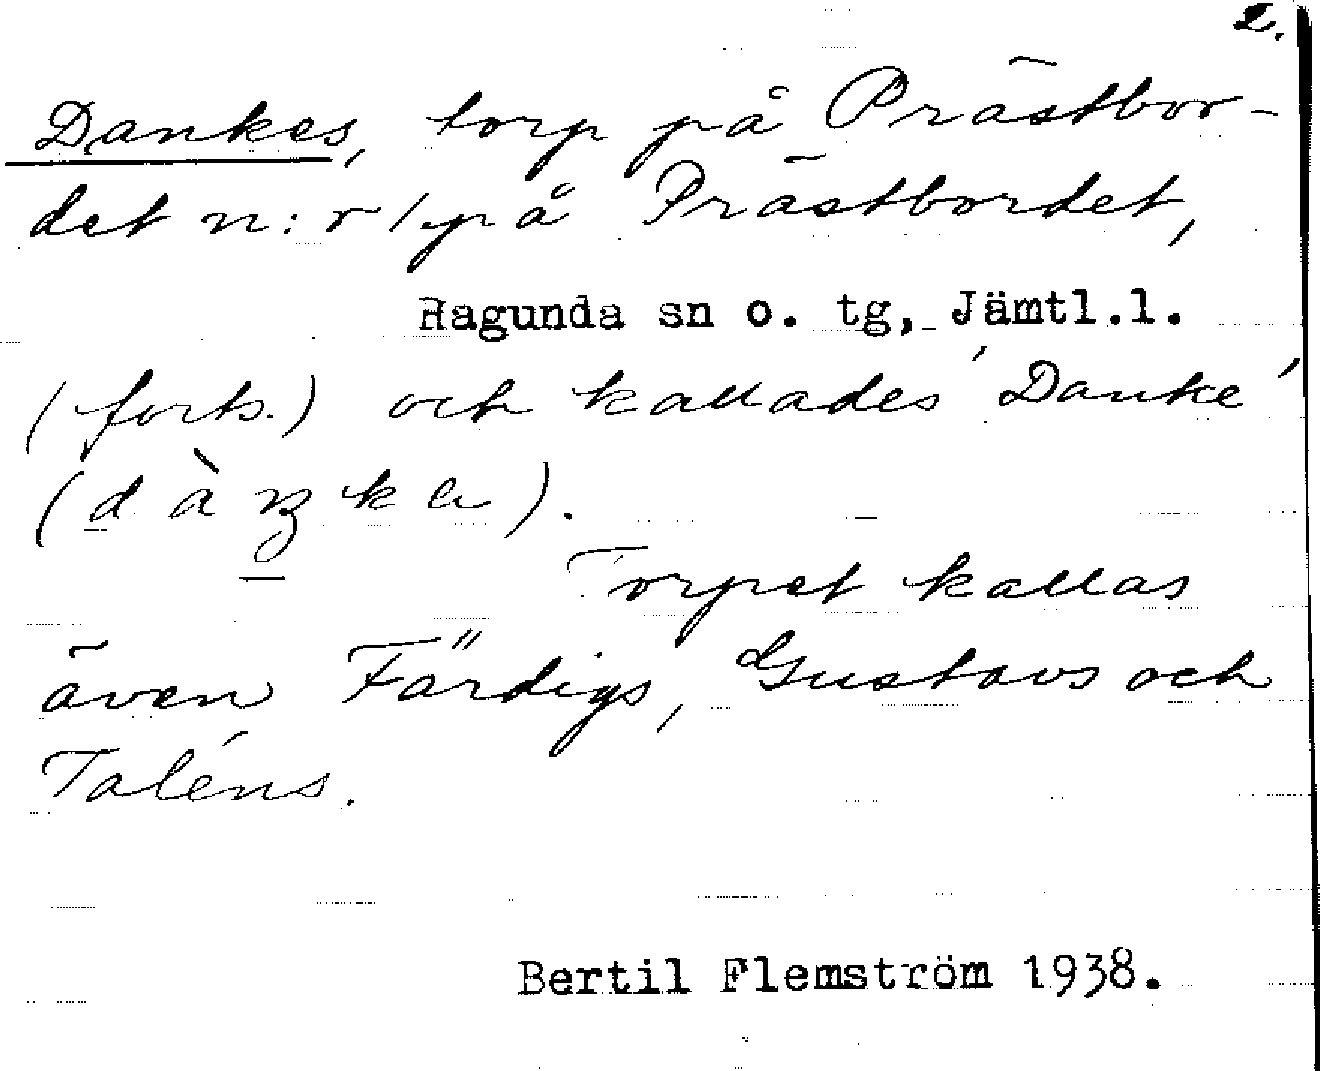 2.
Dankes, torp på Prästbor-
det n:r 1 på Prästbordet,
Ragunda sn o. tg, Jämtl.l.
(forts.) och kallades 'Danke'
(dàŋkɐ).
Torpet kallas
även Färdigs, Gustavs och
Taléns.
Bertil Flemström 1938.